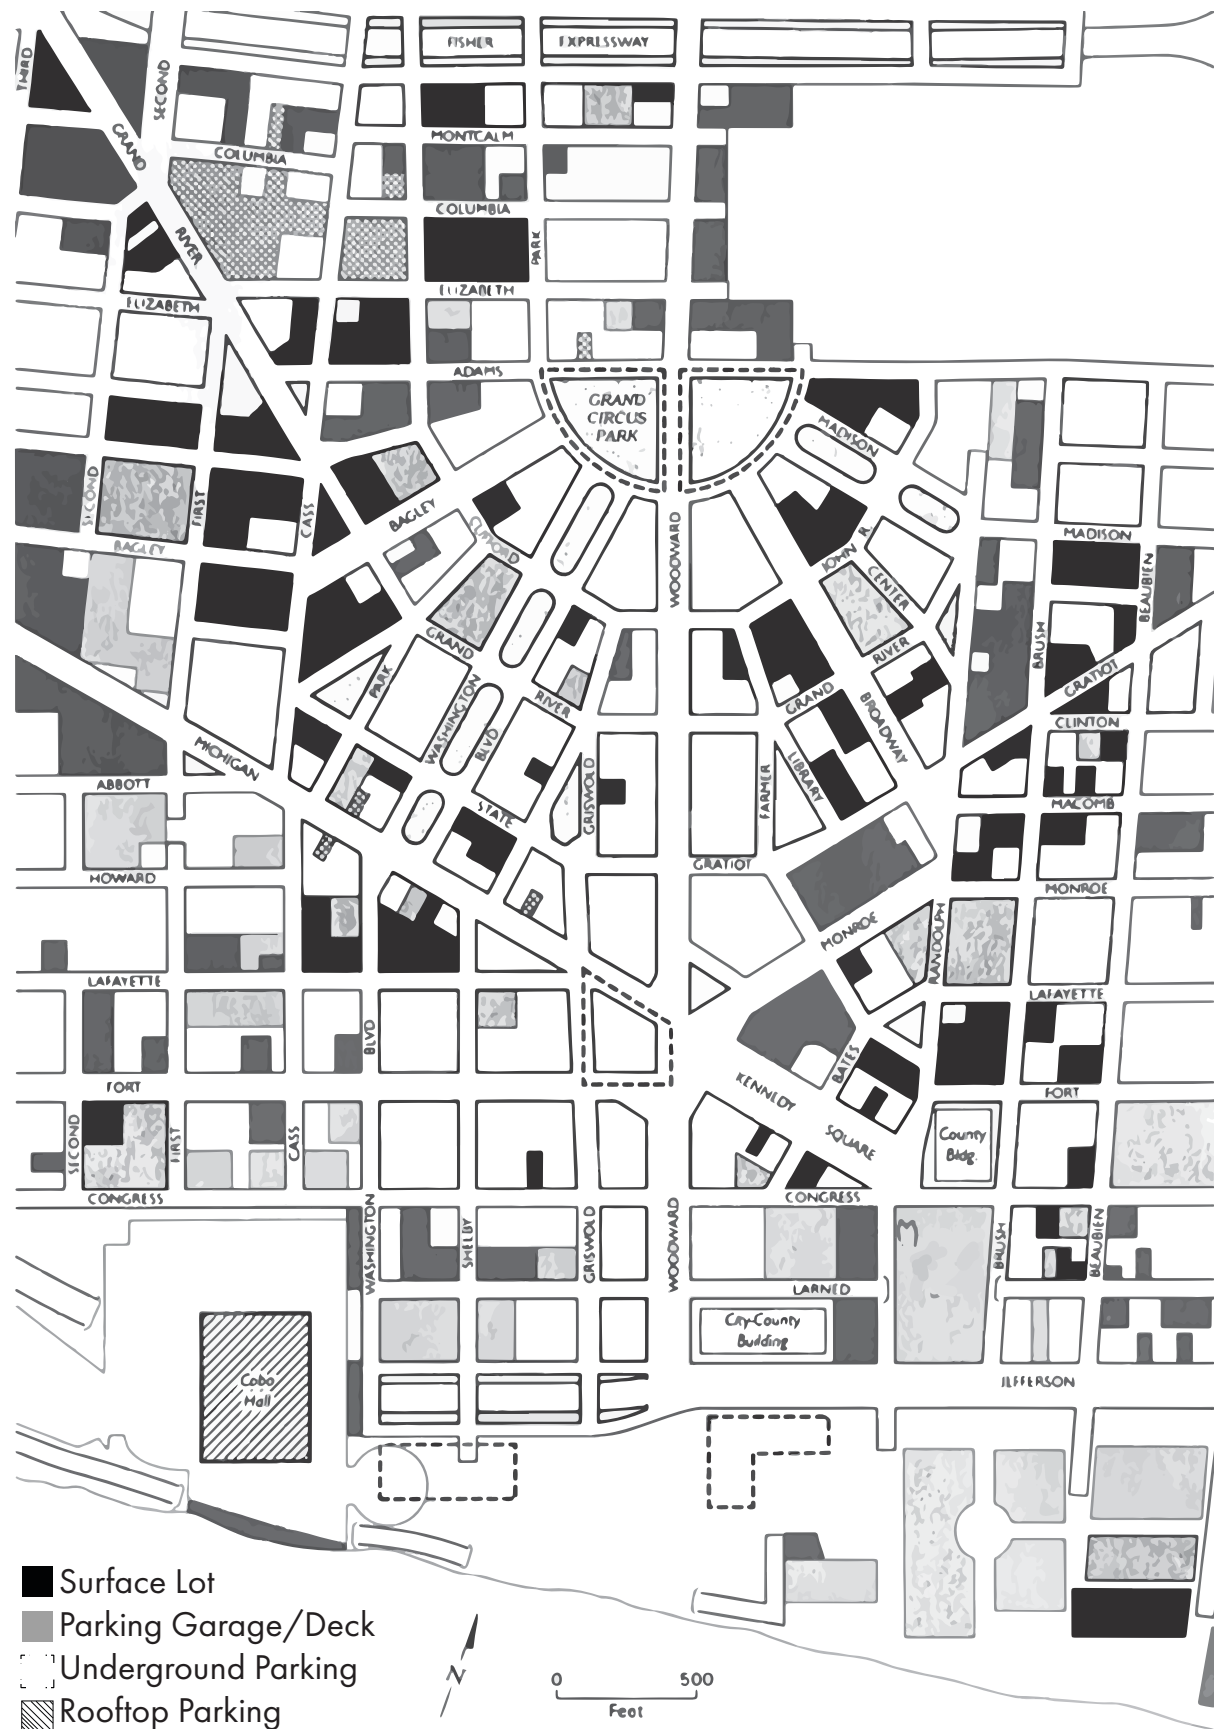 FISHER EXPRESSWAY
THIRD
SECOND
MONTCALM
GRAND
COLUMBIA
COLUMBIA
RIVER
PARK
ELIZABETH
ELIZABETH
ADAMS
GRAND
CIRCUS
PARK
MADISON
SECOND
FIRST
CASS
BAGLEY
CLIFFORD
WOODWARD
JOHN R.
MADISON
BAGLEY
CENTER
BEAUBIEN
GRAND
RIVER
BRUSH
PARK
GRATIOT
WASHINGTON
BLVD
RIVER
GRAND
BROADWAY
CLINTON
MICHIGAN
ABBOTT
GRISWOLD
FARMER
LIBRARY
STATE
MACOMB
GRATIOT
HOWARD
MONROE
MONROE
RANDOLPH
LAFAYETTE
LAFAYETTE
BLVD
BATES
FORT
KENNEDY
SQUARE
FORT
SECOND
FIRST
CASS
County
Bldg.
CONGRESS
CONGRESS
WASHINGTON
SHELBY
GRISWOLD
WOODWARD
BRUSH
BEAUBIEN
LARNED
City-County
Building
Cobo
Hall
JEFFERSON
Surface Lot
Parking Garage/Deck
Underground Parking
Rooftop Parking
N
0 500
Feet